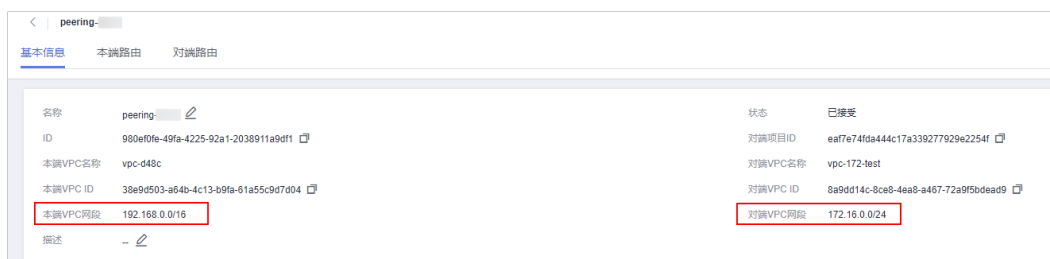 peering-
基本信息 本端路由 对端路由
名称 peering- 状态 已接受
ID 980ef0fe-49fa-4225-92a1-2038911a9df1 对端项目ID eaf7e74fda444c17a339277929e2254f
本端VPC名称 vpc-d48c 对端VPC名称 vpc-172-test
本端VPC ID 38e9d503-a64b-4c13-b9fa-61a55c9d7d04 对端VPC ID 8a9dd14c-8ce8-4ea8-a467-72a9f5bdead9
本端VPC网段 192.168.0.0/16 对端VPC网段 172.16.0.0/24
描述 --